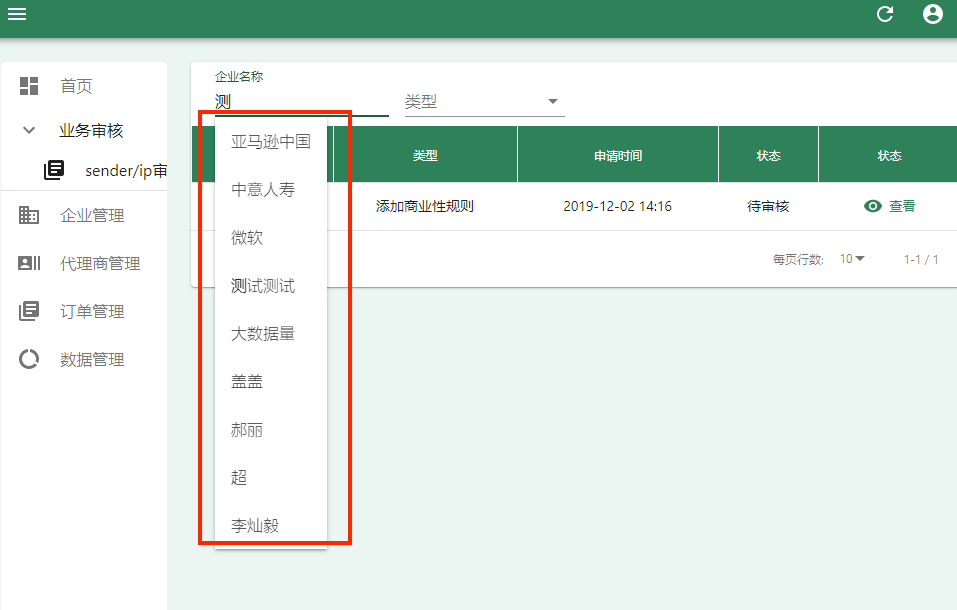 首页
业务审核
sender/ip审
企业管理
代理商管理
订单管理
数据管理
企业名称
测
类型
亚马逊中国
中意人寿
微软
测试测试
大数据量
盖盖
郝丽
超
李灿毅
类型 申请时间 状态 状态
添加商业性规则 2019-12-02 14:16 待审核 查看
每页行数: 10 1-1 / 1